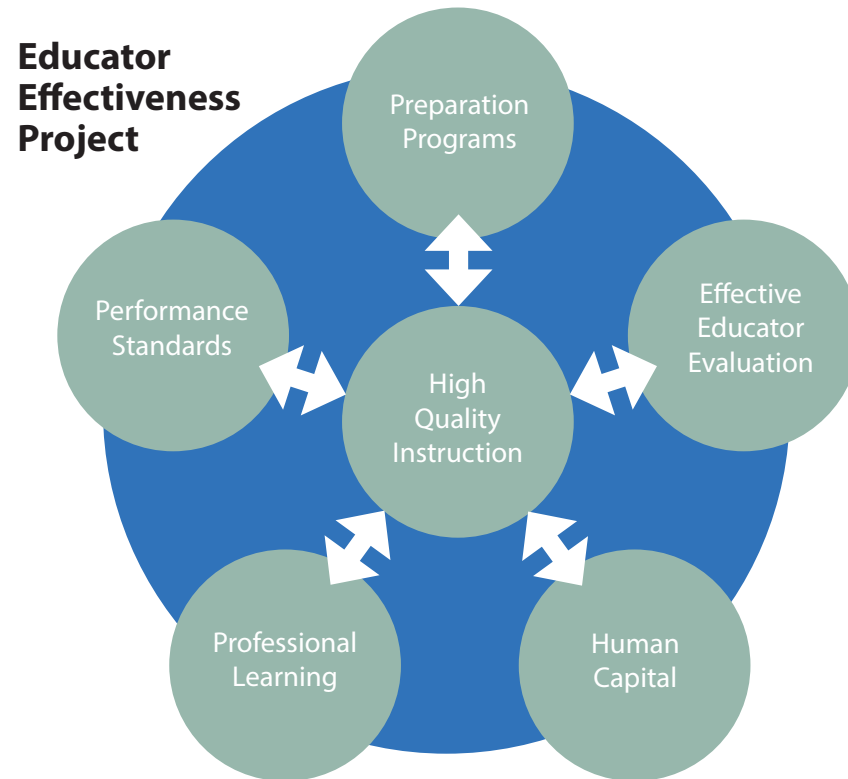 Educator
Effectiveness
Project
Preparation
Programs
Performance
Standards
Effective
Educator
Evaluation
High
Quality
Instruction
Professional
Learning
Human
Capital